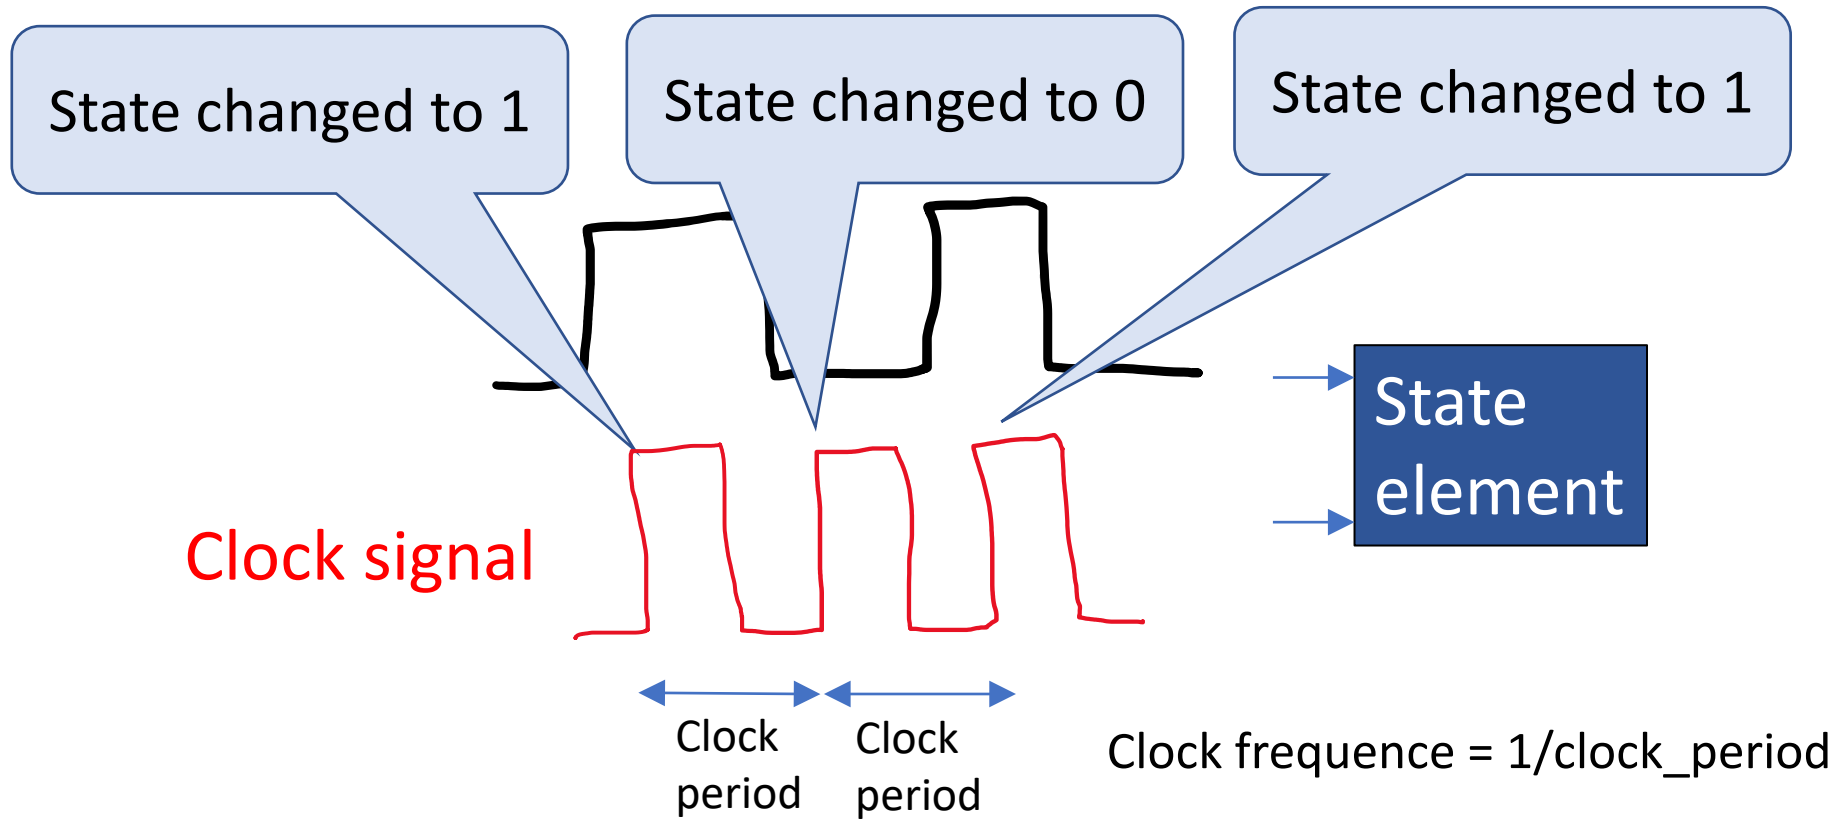 State changed to 1
State changed to 0
State changed to 1
State
element
Clock signal
Clock
period
Clock
period
Clock frequence = 1/clock_period